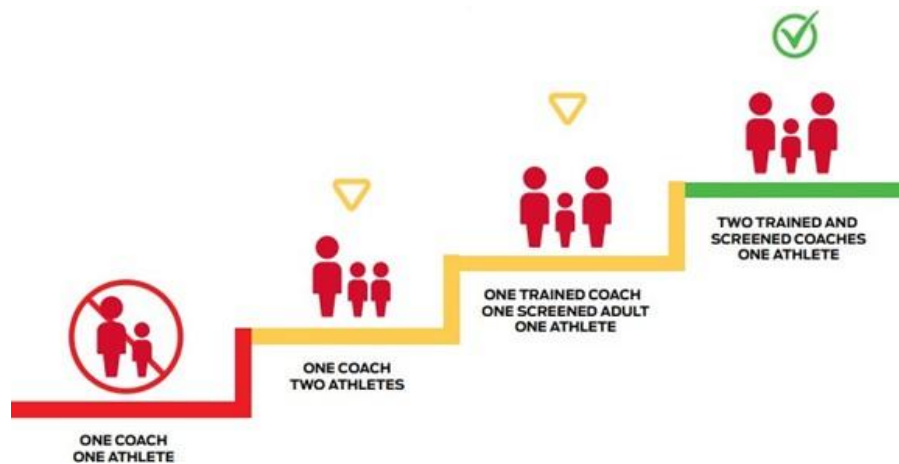 ONE COACH
ONE ATHLETE
ONE COACH
TWO ATHLETES
ONE TRAINED COACH
ONE SCREENED ADULT
ONE ATHLETE
TWO TRAINED AND
SCREENED COACHES
ONE ATHLETE